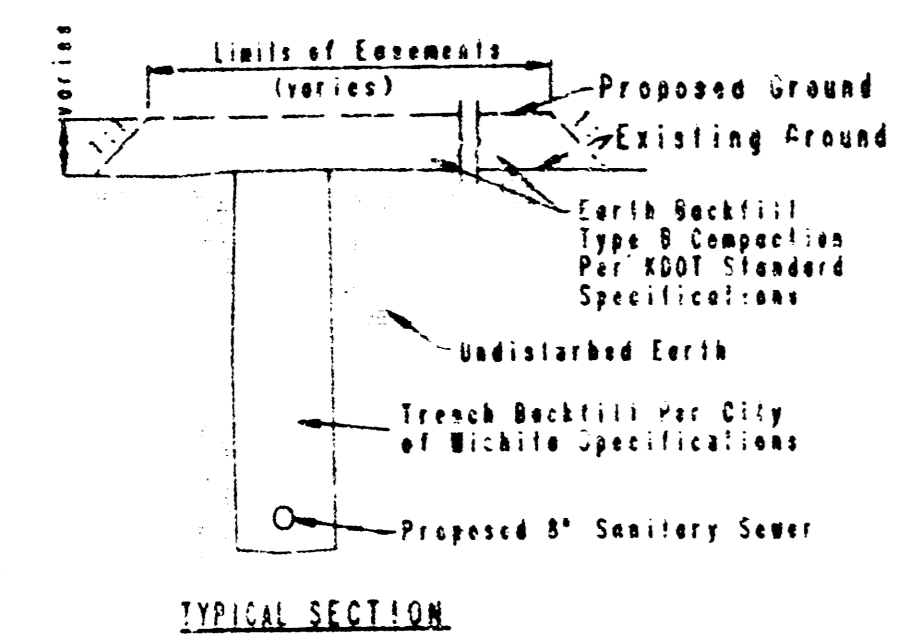 varies
Limits of Easements
(varies)
Proposed Ground
1:1
Existing Ground
Earth Backfill
Type B Compaction
Per KDOT Standard
Specifications
Undisturbed Earth
Trench Backfill Per City
of Wichita Specifications
Proposed 8" Sanitary Sewer
TYPICAL SECTION